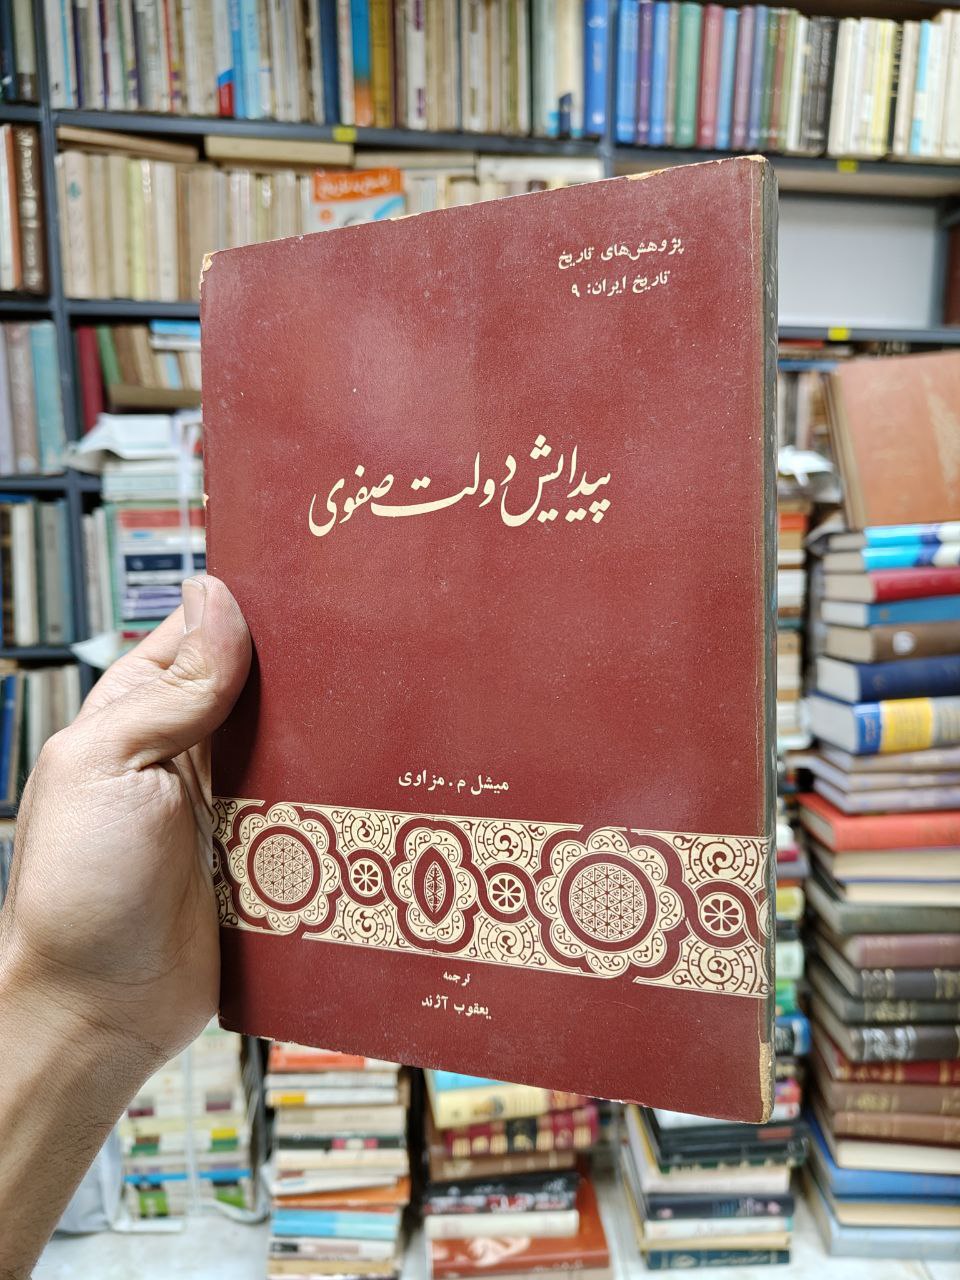 پژوهش‌های تاریخ
تاریخ ایران: ۹
پیدایش دولت صفوی
میشل م. مزاوی
ترجمه
یعقوب آژند